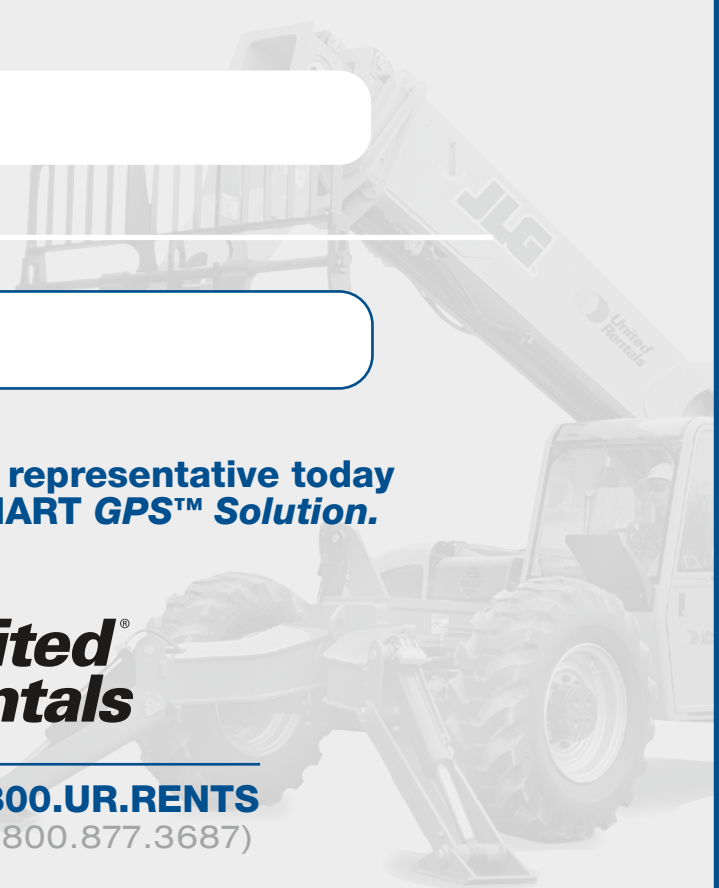 JLG
United
Rentals
representative today
MART GPS™ Solution.
ited®
ntals
800.UR.RENTS
800.877.3687)